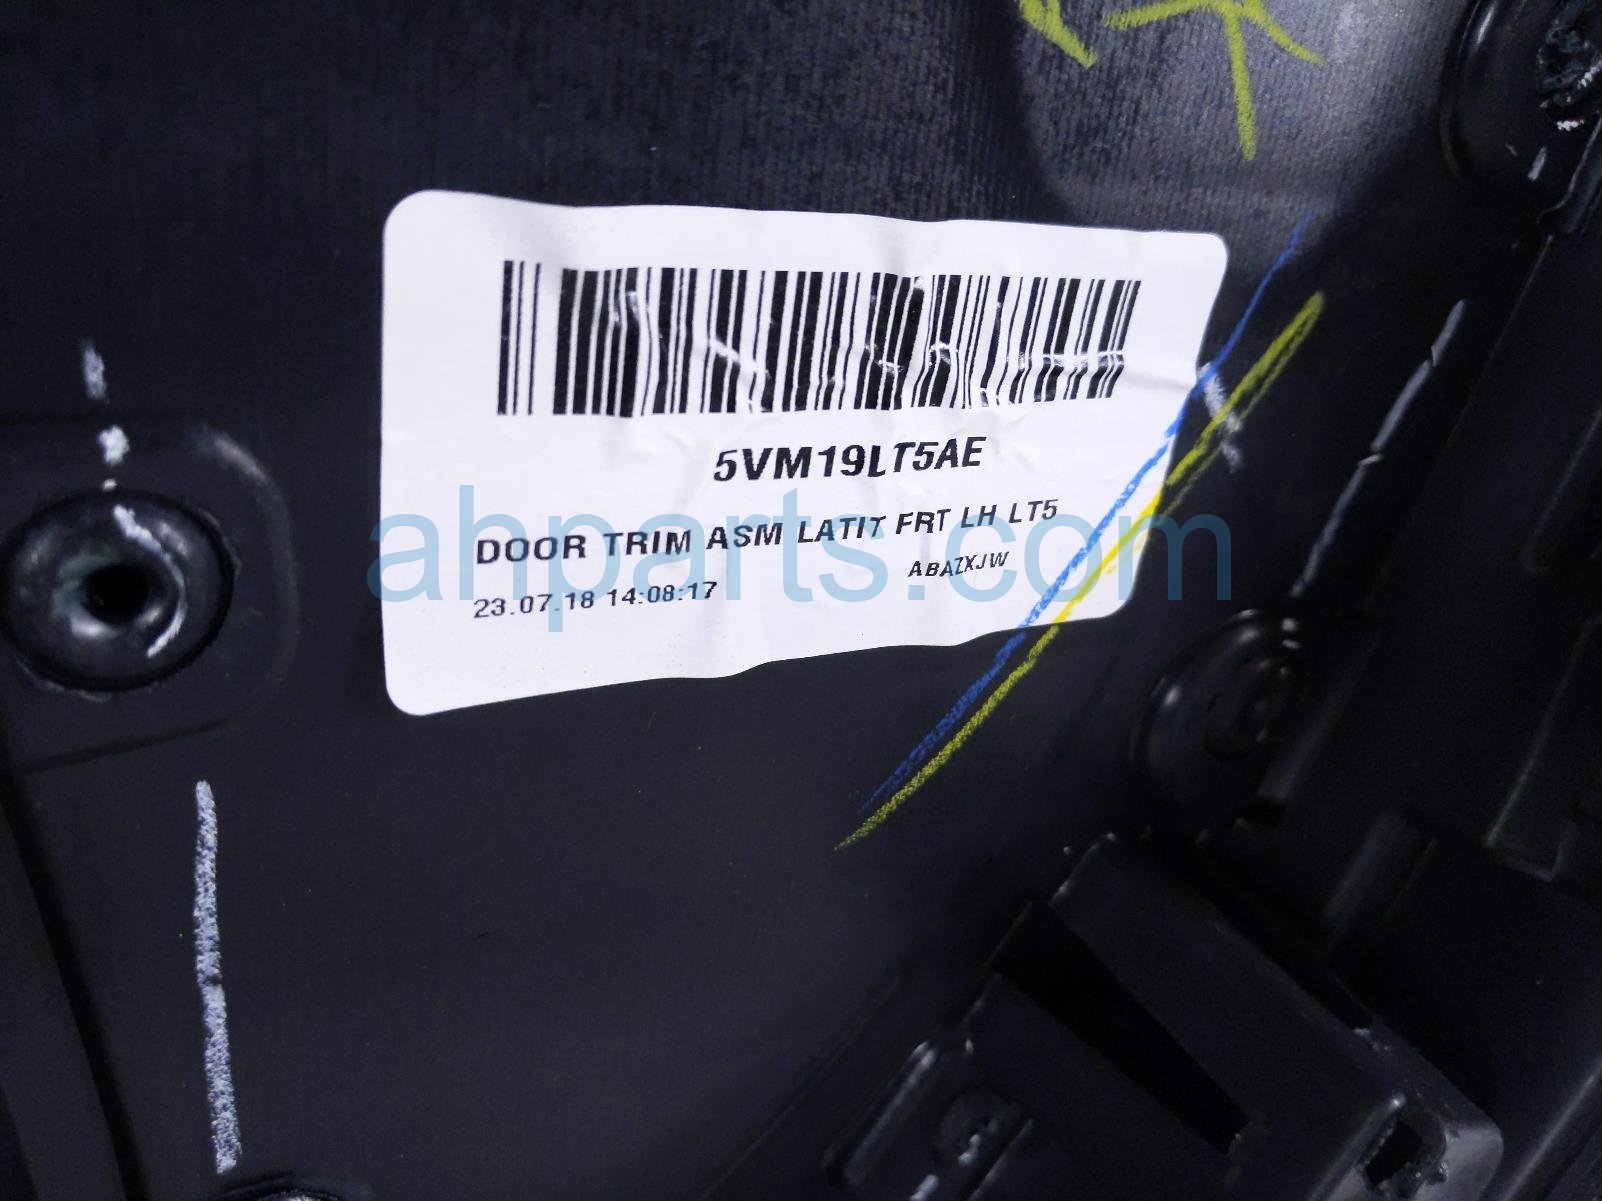 5VM19LT5AE
DOOR TRIM ASM LATIT FRT LH LT5
23.07.18 14:08:17 ABAZXJW
ahparts.com